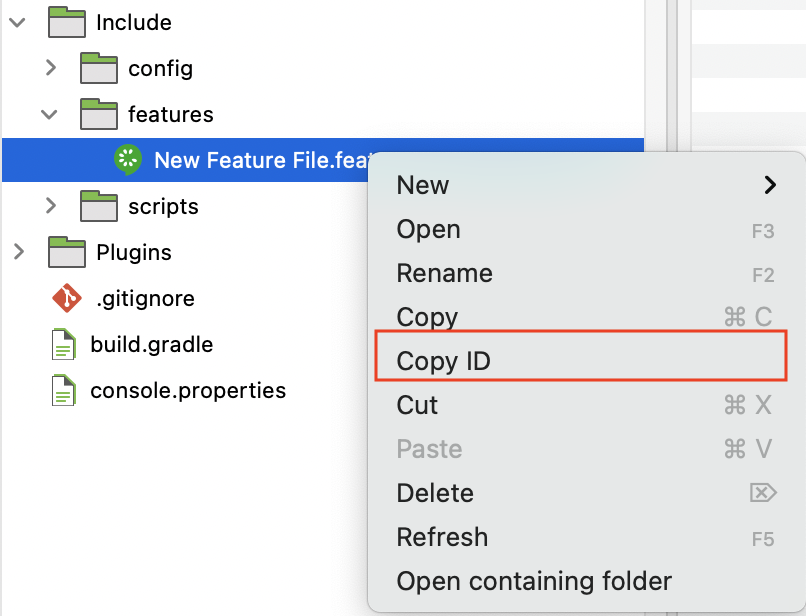 Include
config
features
New Feature File.feat
scripts
Plugins
.gitignore
build.gradle
console.properties
New
Open F3
Rename F2
Copy ⌘ C
Copy ID
Cut ⌘ X
Paste ⌘ V
Delete ⌦
Refresh F5
Open containing folder